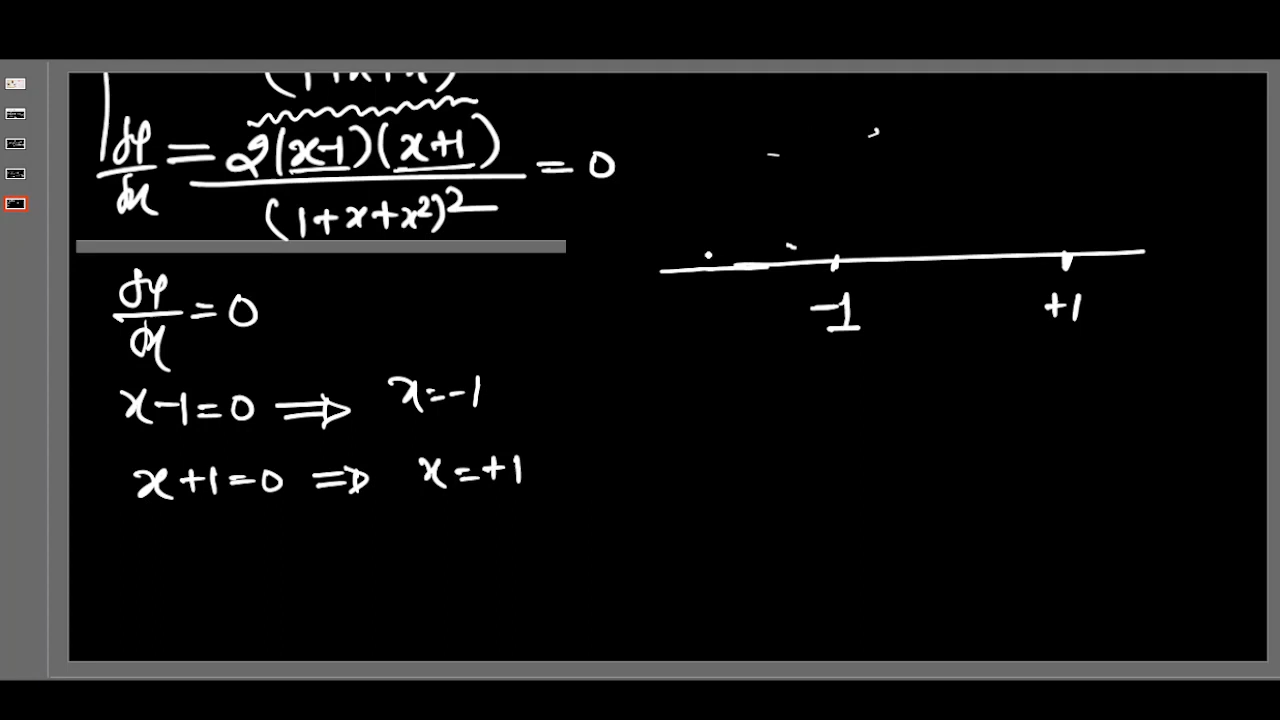 dy/dx = 2(x-1)(x+1) / (1+x+x²)² = 0
dy/dx = 0
x-1=0 ⟹ x=-1
x+1=0 ⟹ x=+1
-1 +1